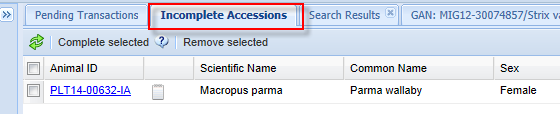 Pending Transactions Incomplete Accessions Search Results GAN: MIG12-30074857/Strix va
Complete selected Remove selected
Animal ID Scientific Name Common Name Sex
PLT14-00632-IA Macropus parma Parma wallaby Female